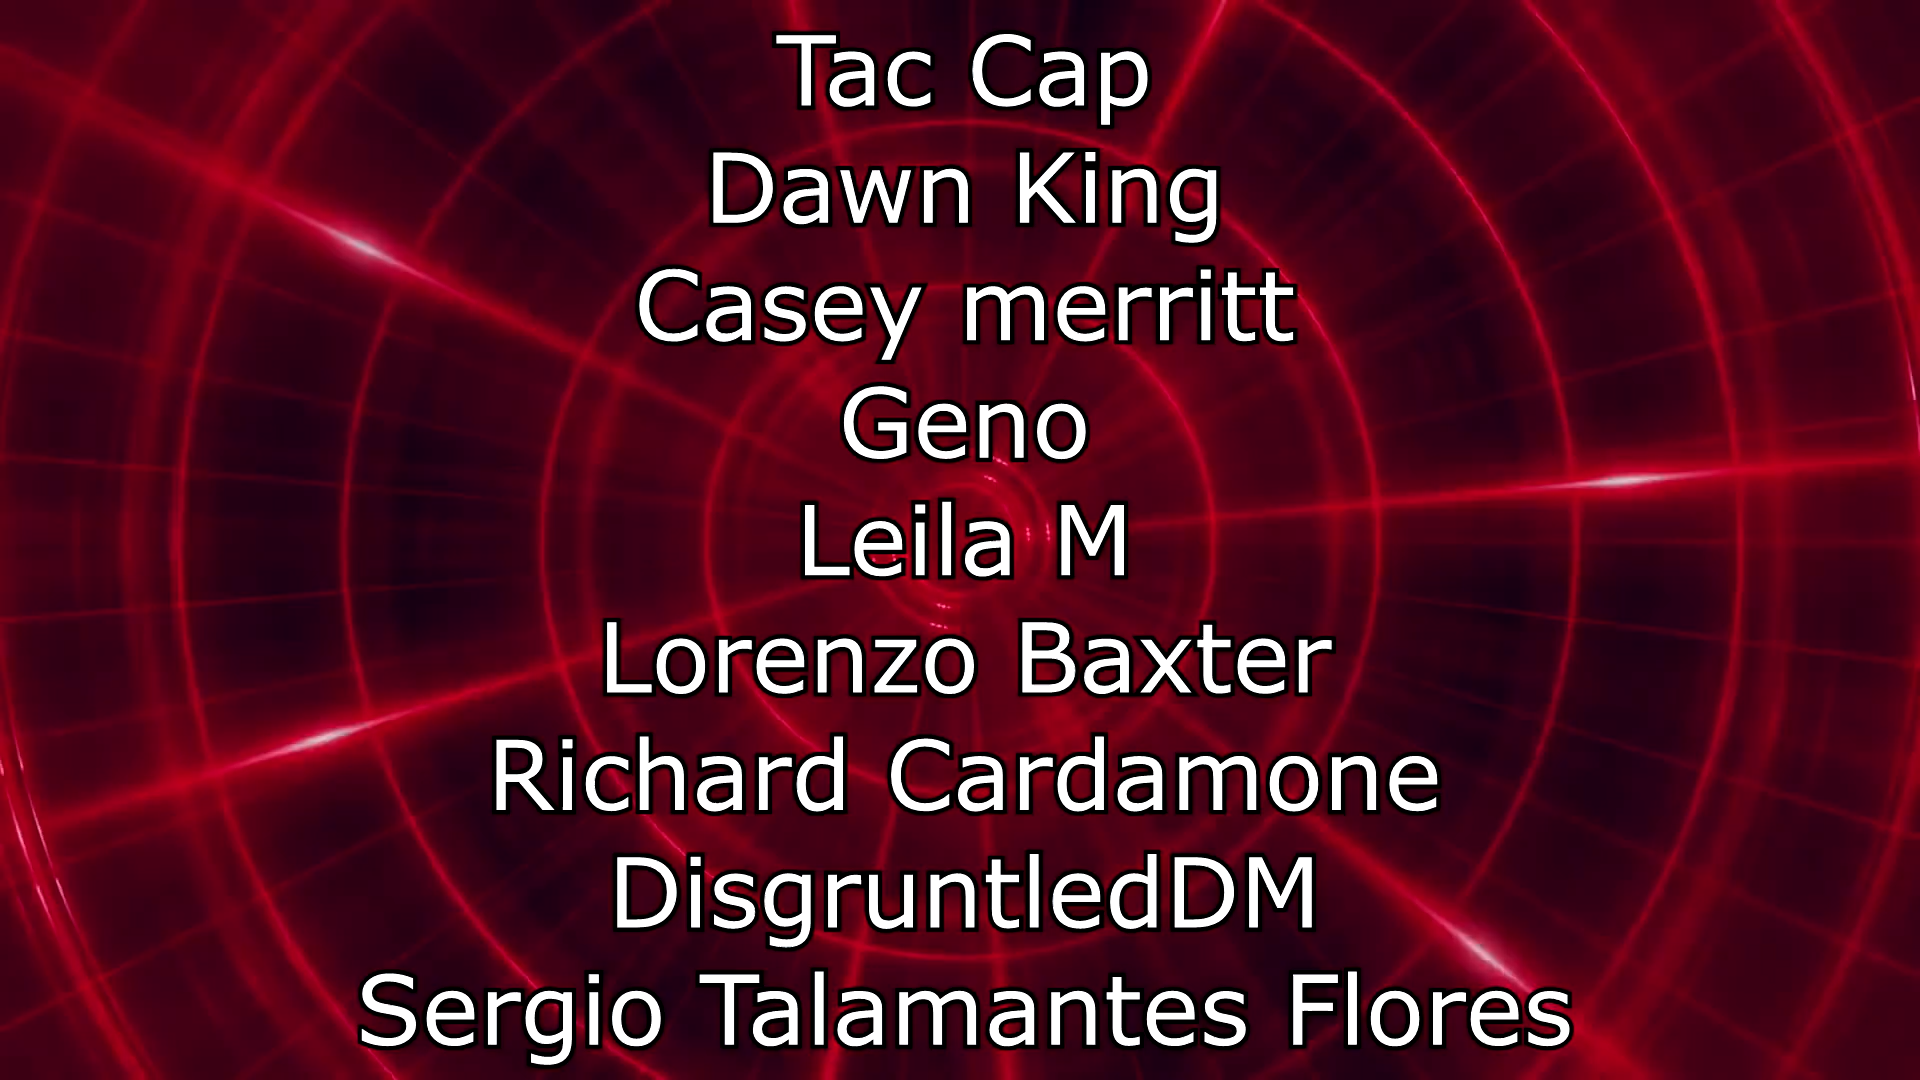 Tac Cap
Dawn King
Casey merritt
Geno
Leila M
Lorenzo Baxter
Richard Cardamone
DisgruntledDM
Sergio Talamantes Flores